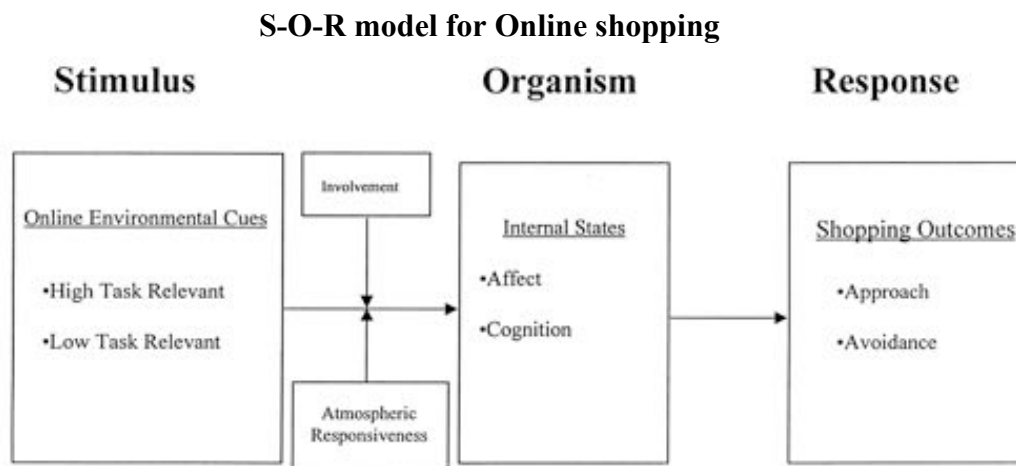 S-O-R model for Online shopping
Stimulus
Organism
Response
Involvement
Online Environmental Cues
•High Task Relevant
•Low Task Relevant
Atmospheric
Responsiveness
Internal States
•Affect
•Cognition
Shopping Outcomes
•Approach
•Avoidance